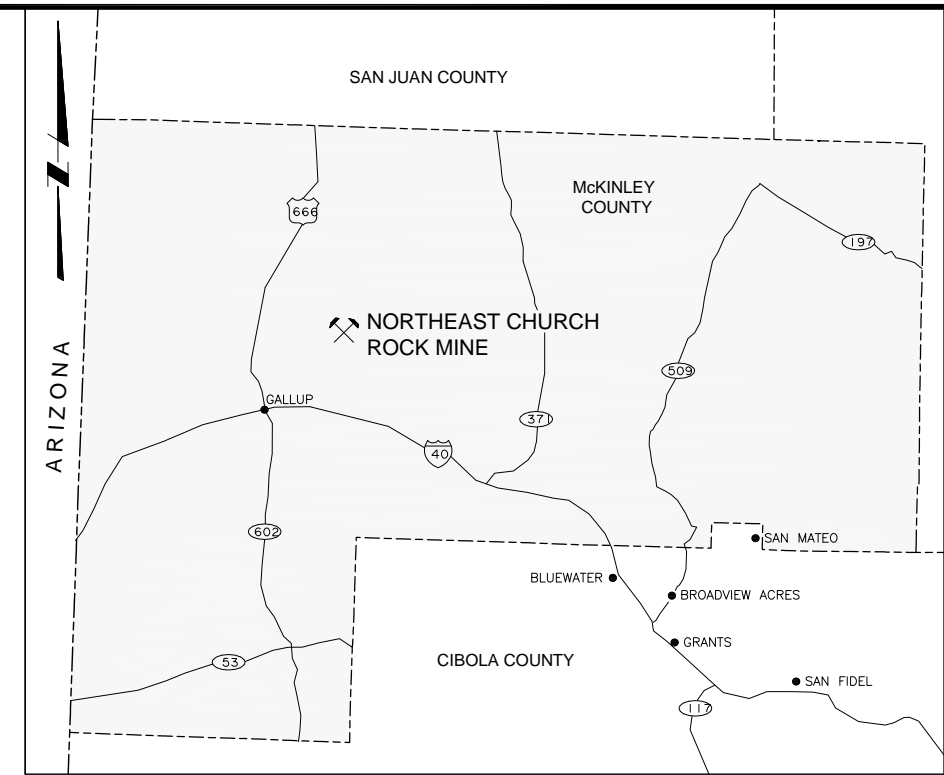 SAN JUAN COUNTY
McKINLEY
COUNTY
666
197
NORTHEAST CHURCH
ROCK MINE
ARIZONA
509
GALLUP
371
40
602
SAN MATEO
BLUEWATER
BROADVIEW ACRES
GRANTS
53
CIBOLA COUNTY
SAN FIDEL
117